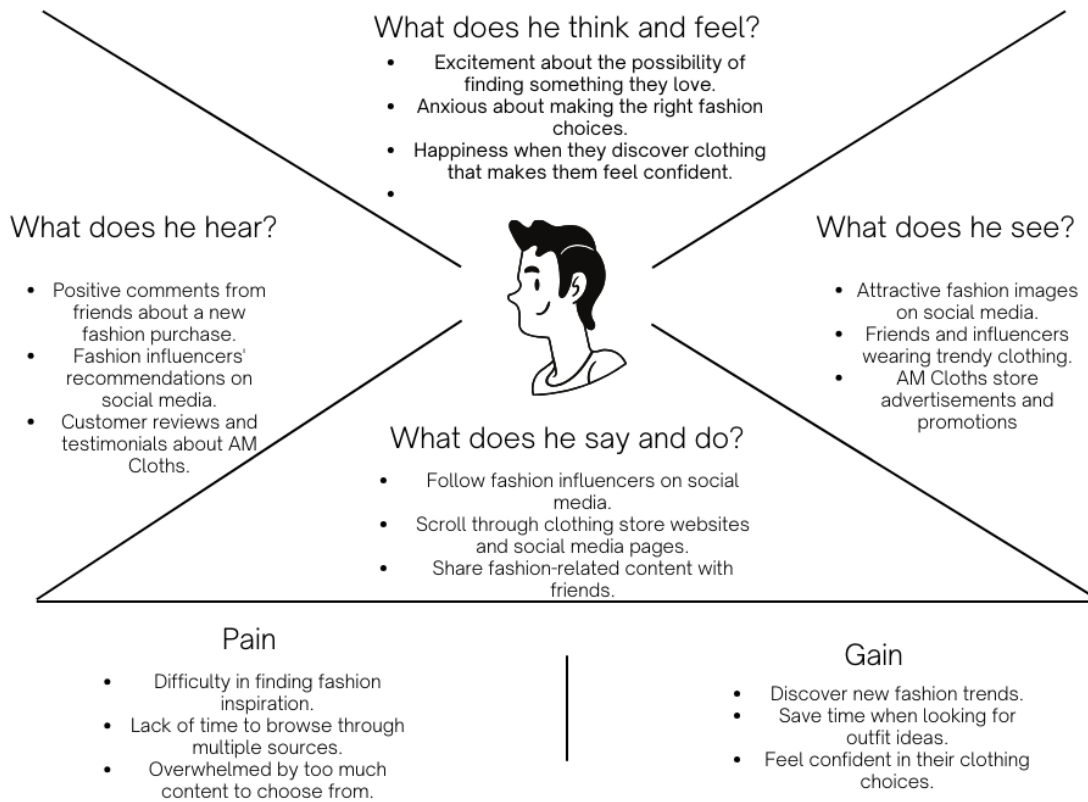 What does he think and feel?
• Excitement about the possibility of
finding something they love.
• Anxious about making the right fashion
choices.
• Happiness when they discover clothing
that makes them feel confident.
•
What does he hear?
• Positive comments from
friends about a new
fashion purchase.
• Fashion influencers'
recommendations on
social media.
• Customer reviews and
testimonials about AM
Cloths.
What does he see?
• Attractive fashion images
on social media.
• Friends and influencers
wearing trendy clothing.
• AM Cloths store
advertisements and
promotions
What does he say and do?
• Follow fashion influencers on social
media.
• Scroll through clothing store websites
and social media pages.
• Share fashion-related content with
friends.
Pain
• Difficulty in finding fashion
inspiration.
• Lack of time to browse through
multiple sources.
• Overwhelmed by too much
content to choose from.
Gain
• Discover new fashion trends.
• Save time when looking for
outfit ideas.
• Feel confident in their clothing
choices.